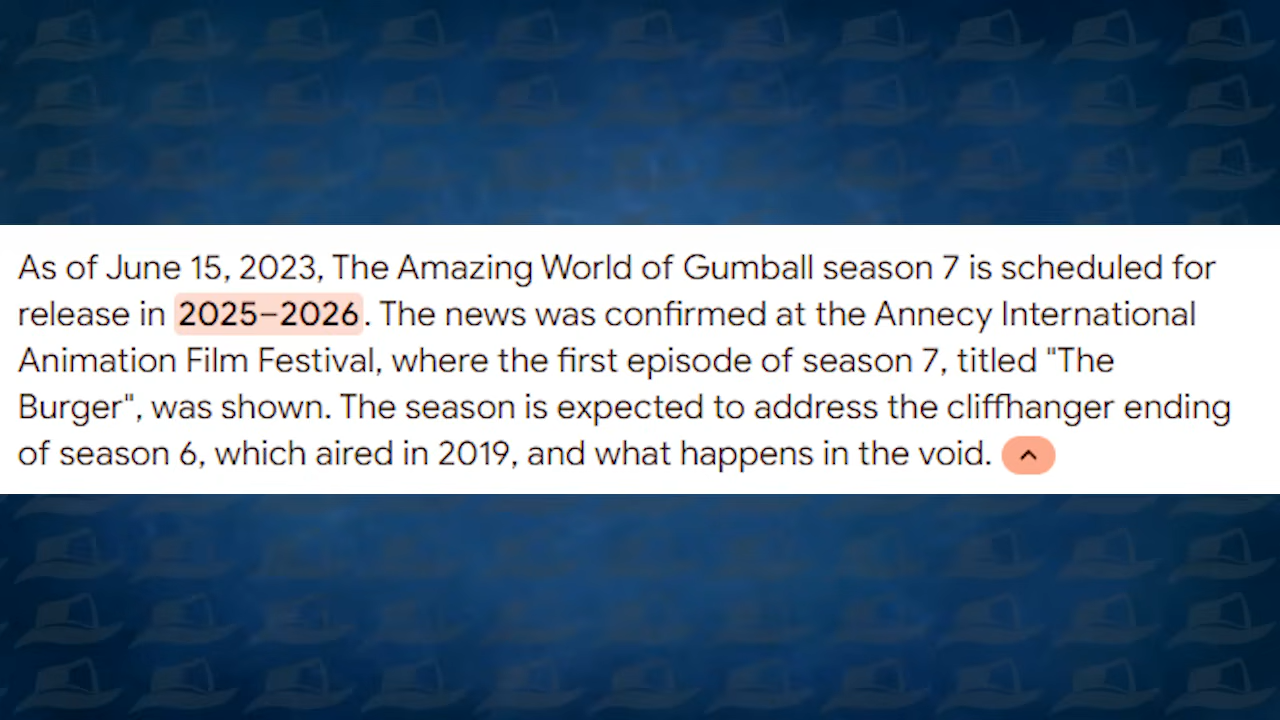 As of June 15, 2023, The Amazing World of Gumball season 7 is scheduled for
release in 2025–2026. The news was confirmed at the Annecy International
Animation Film Festival, where the first episode of season 7, titled "The
Burger", was shown. The season is expected to address the cliffhanger ending
of season 6, which aired in 2019, and what happens in the void.